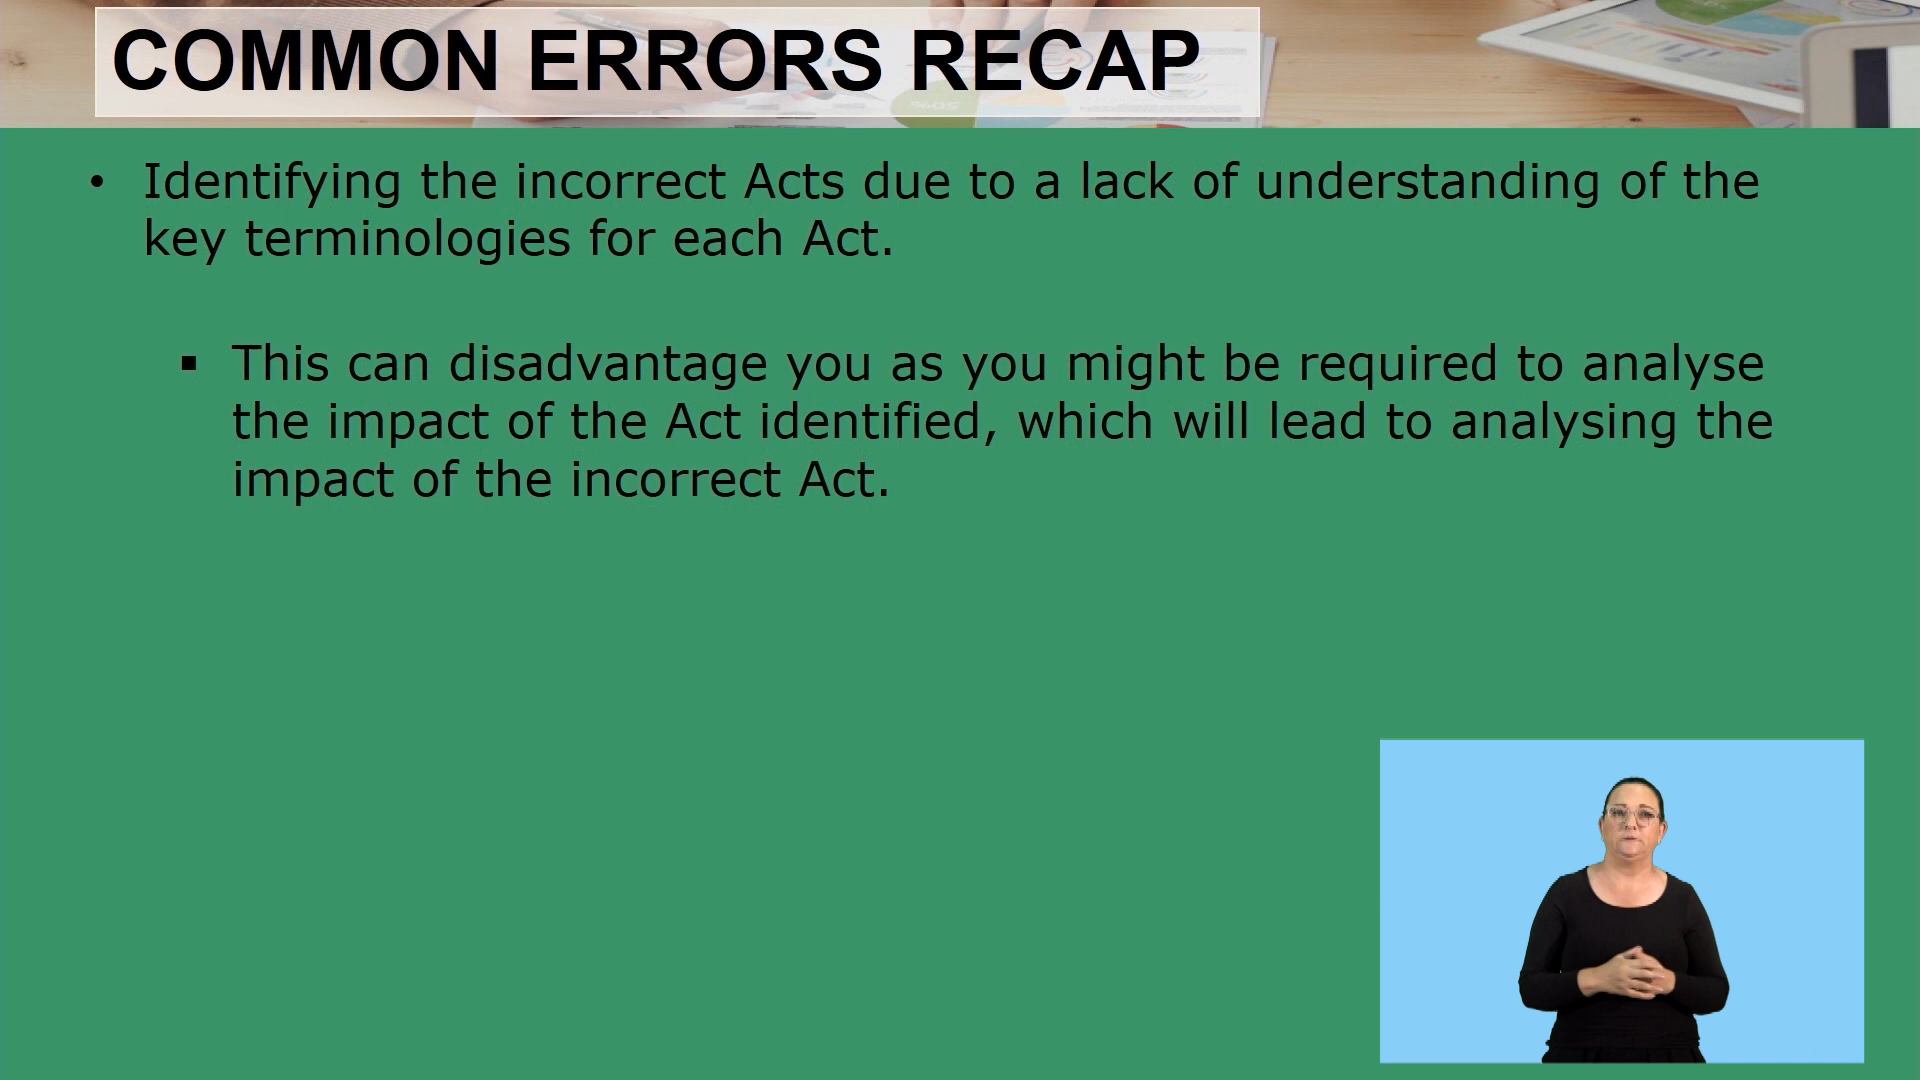 COMMON ERRORS RECAP
• Identifying the incorrect Acts due to a lack of understanding of the
key terminologies for each Act.
▪ This can disadvantage you as you might be required to analyse
the impact of the Act identified, which will lead to analysing the
impact of the incorrect Act.